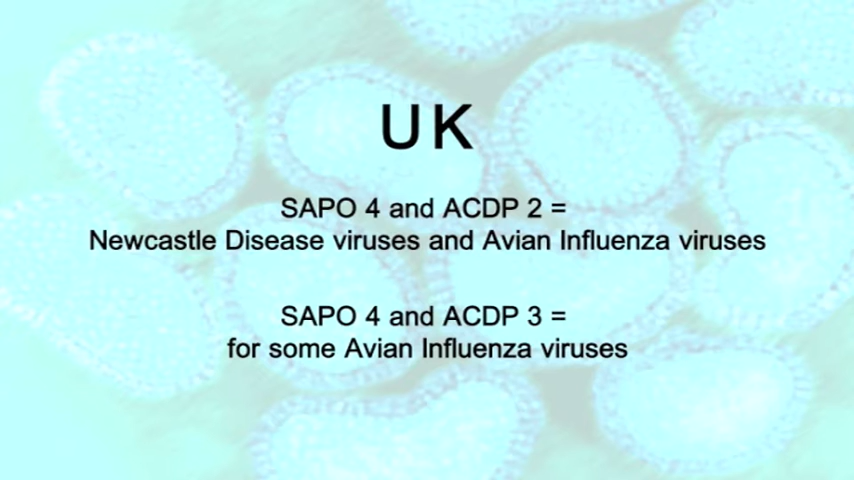 UK
SAPO 4 and ACDP 2 =
Newcastle Disease viruses and Avian Influenza viruses
SAPO 4 and ACDP 3 =
for some Avian Influenza viruses